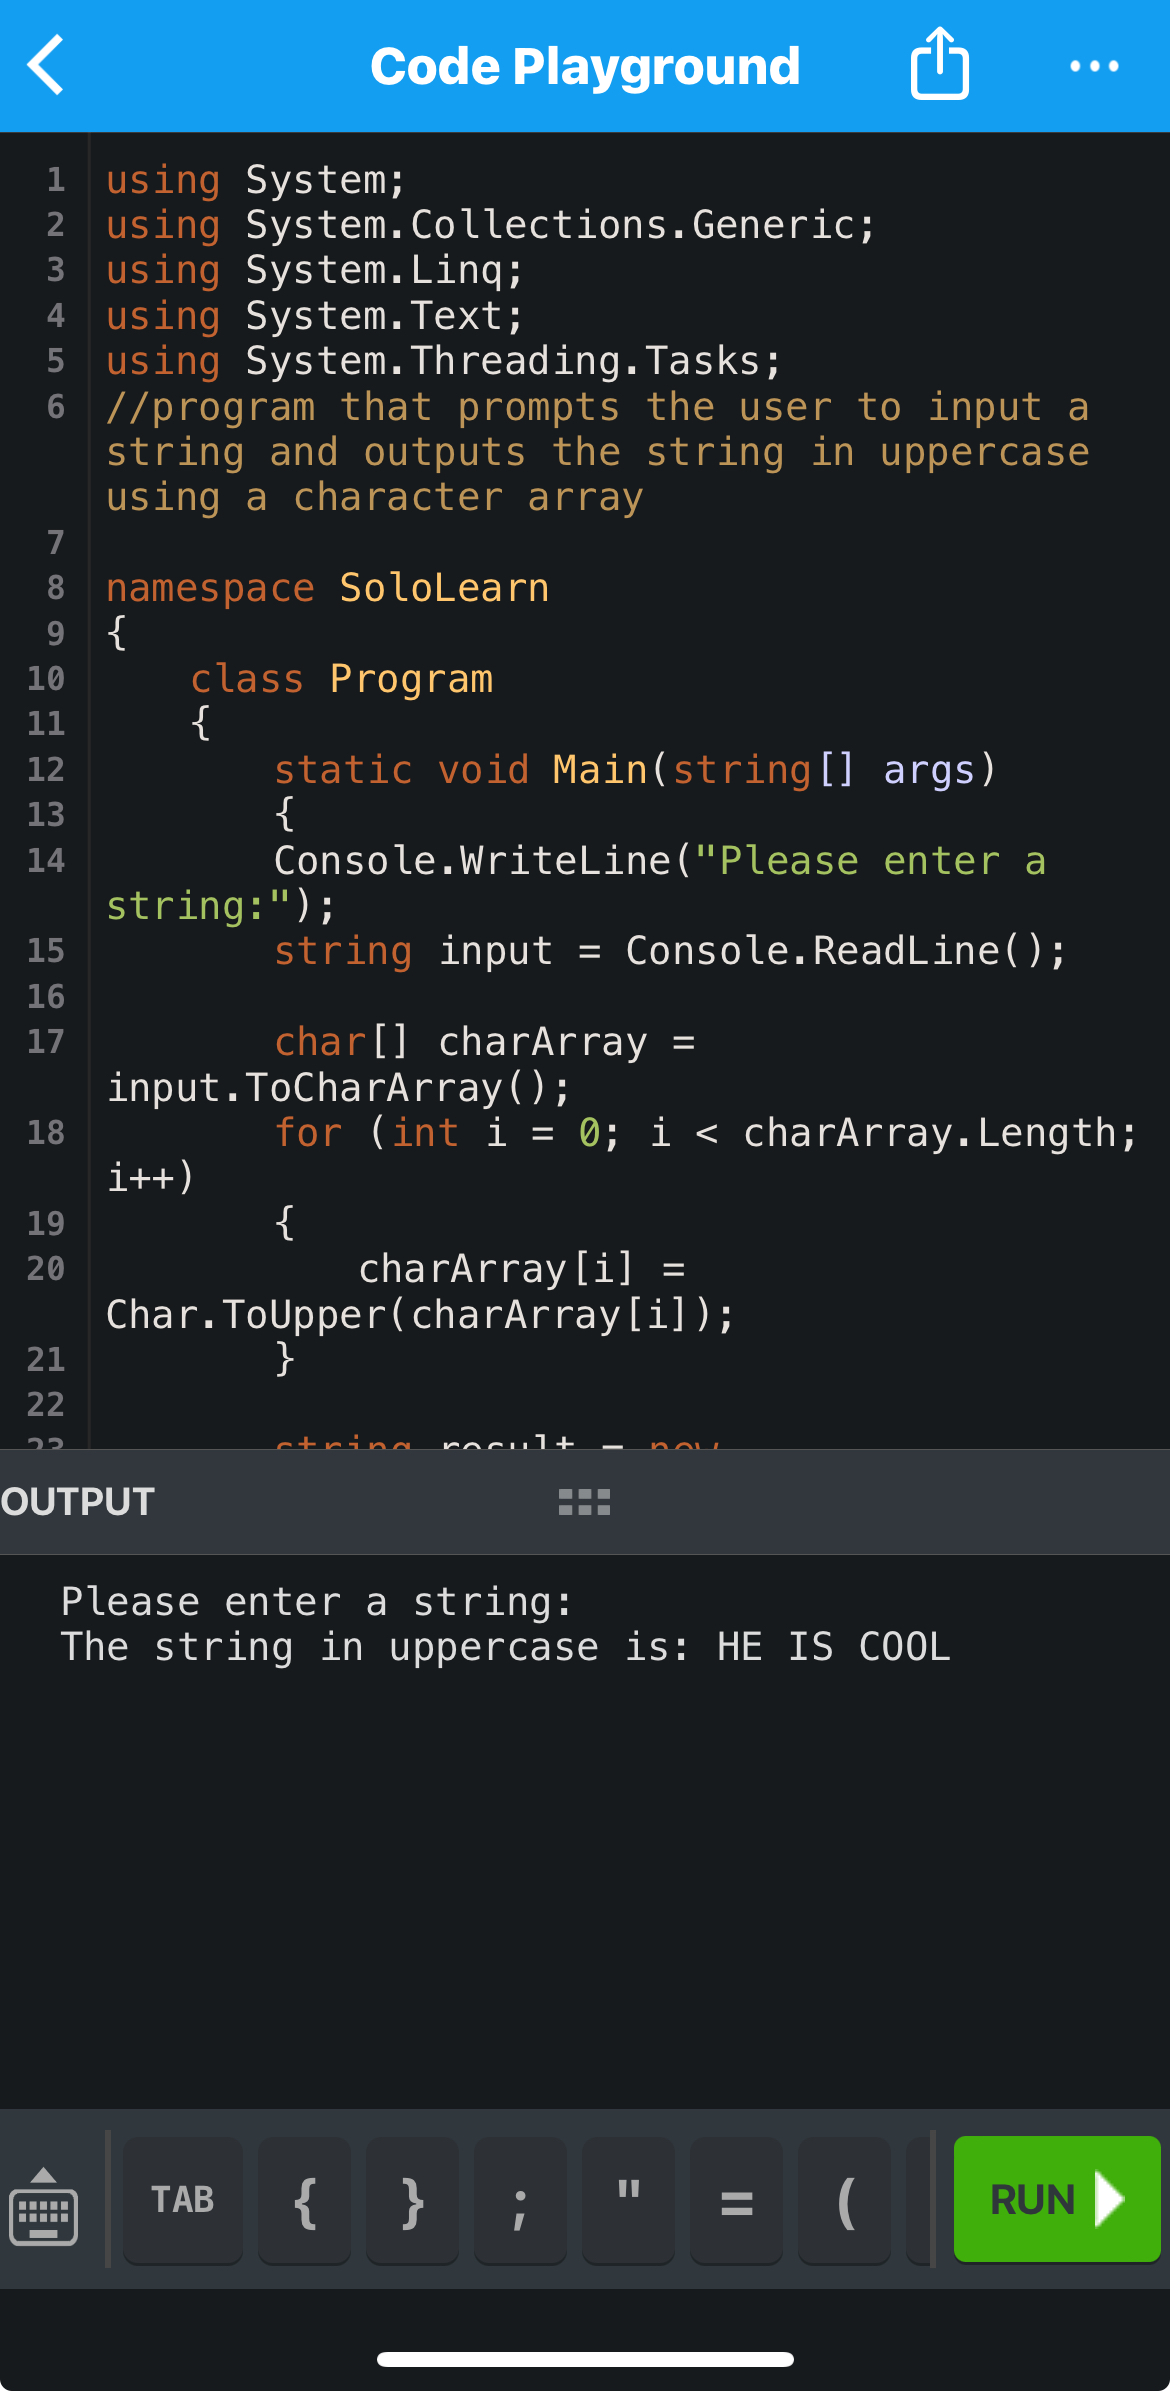 Code Playground
1 using System;
2 using System.Collections.Generic;
3 using System.Linq;
4 using System.Text;
5 using System.Threading.Tasks;
6 //program that prompts the user to input a
string and outputs the string in uppercase
using a character array
7
8 namespace SoloLearn
9 {
10 class Program
11 {
12 static void Main(string[] args)
13 {
14 Console.WriteLine("Please enter a
string:");
15 string input = Console.ReadLine();
16
17 char[] charArray =
input.ToCharArray();
18 for (int i = 0; i < charArray.Length;
i++)
19 {
20 charArray[i] =
Char.ToUpper(charArray[i]);
21 }
22
23 string result = new
OUTPUT
Please enter a string:
The string in uppercase is: HE IS COOL
TAB { } ; " = ( RUN